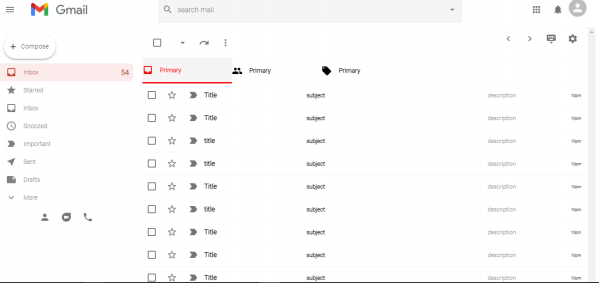 Gmail
search mail
Compose
Inbox 54
Starred
Inbox
Snoozed
Important
Sent
Drafts
More
Primary Primary Primary
Title subject description 10pm
Title subject description 10pm
title subject description 10pm
title subject description 10pm
Title subject description 10pm
title subject description 10pm
Title subject description 10pm
Title subject description 10pm
Title subject description 10pm